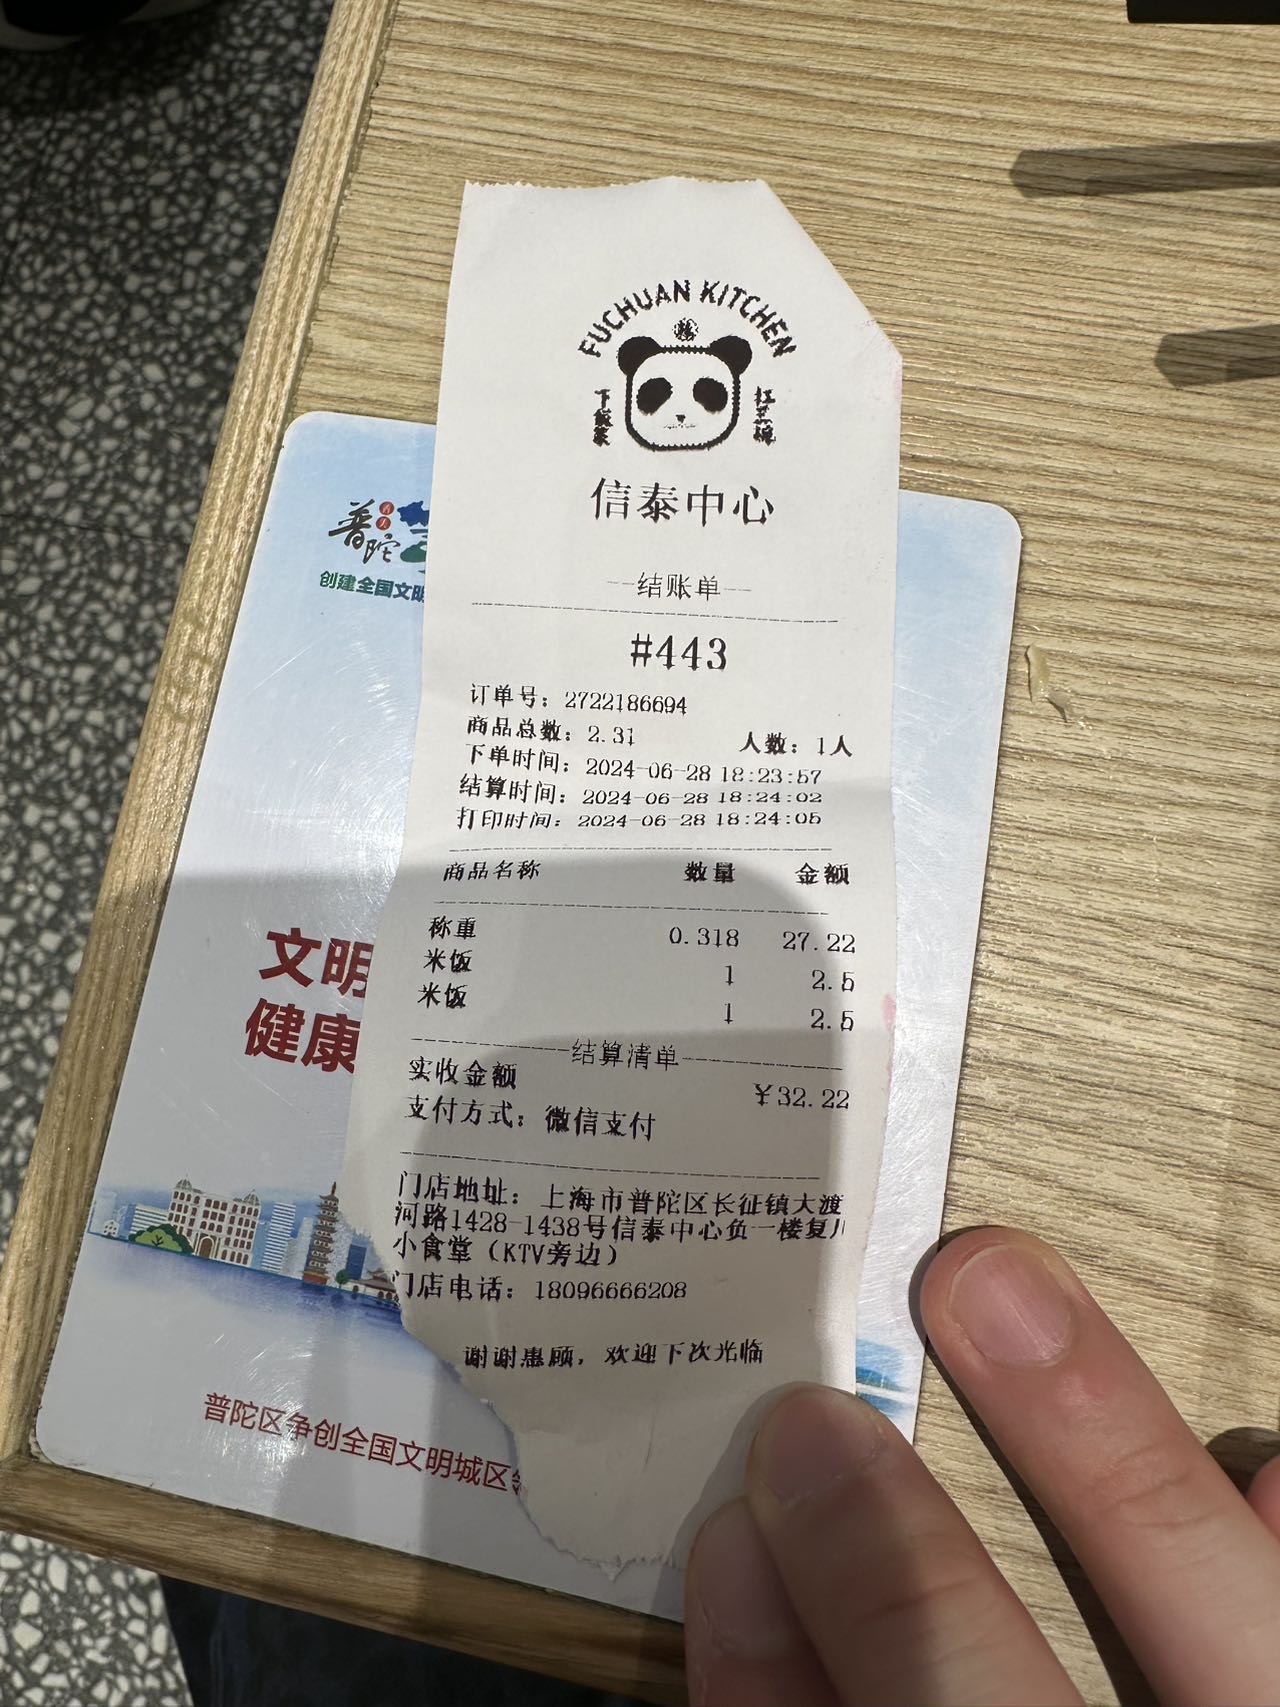 FUCHUAN KITCHEN
下饭菜
信泰中心
--结账单--
#443
订单号：2722186694
商品总数：2.31 人数：1人
下单时间：2024-06-28 18:23:57
结算时间：2024-06-28 18:24:02
打印时间：2024-06-28 18:24:05
商品名称 数量 金额
称重 0.318 27.22
米饭 1 2.5
米饭 1 2.5
结算清单
实收金额 ¥32.22
支付方式：微信支付
门店地址：上海市普陀区长征镇大渡
河路1428-1438号信泰中心负一楼复川
小食堂（KTV旁边）
门店电话：18096666208
谢谢惠顾，欢迎下次光临
普陀
创建全国文明
文明
健康
普陀区争创全国文明城区